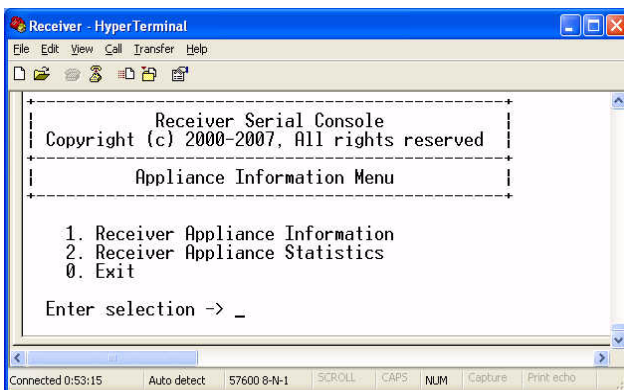 Receiver - HyperTerminal
File Edit View Call Transfer Help
Receiver Serial Console
Copyright (c) 2000-2007, All rights reserved
Appliance Information Menu
1. Receiver Appliance Information
2. Receiver Appliance Statistics
0. Exit
Enter selection -> _
Connected 0:53:15 Auto detect 57600 8-N-1 SCROLL CAPS NUM Capture Print echo